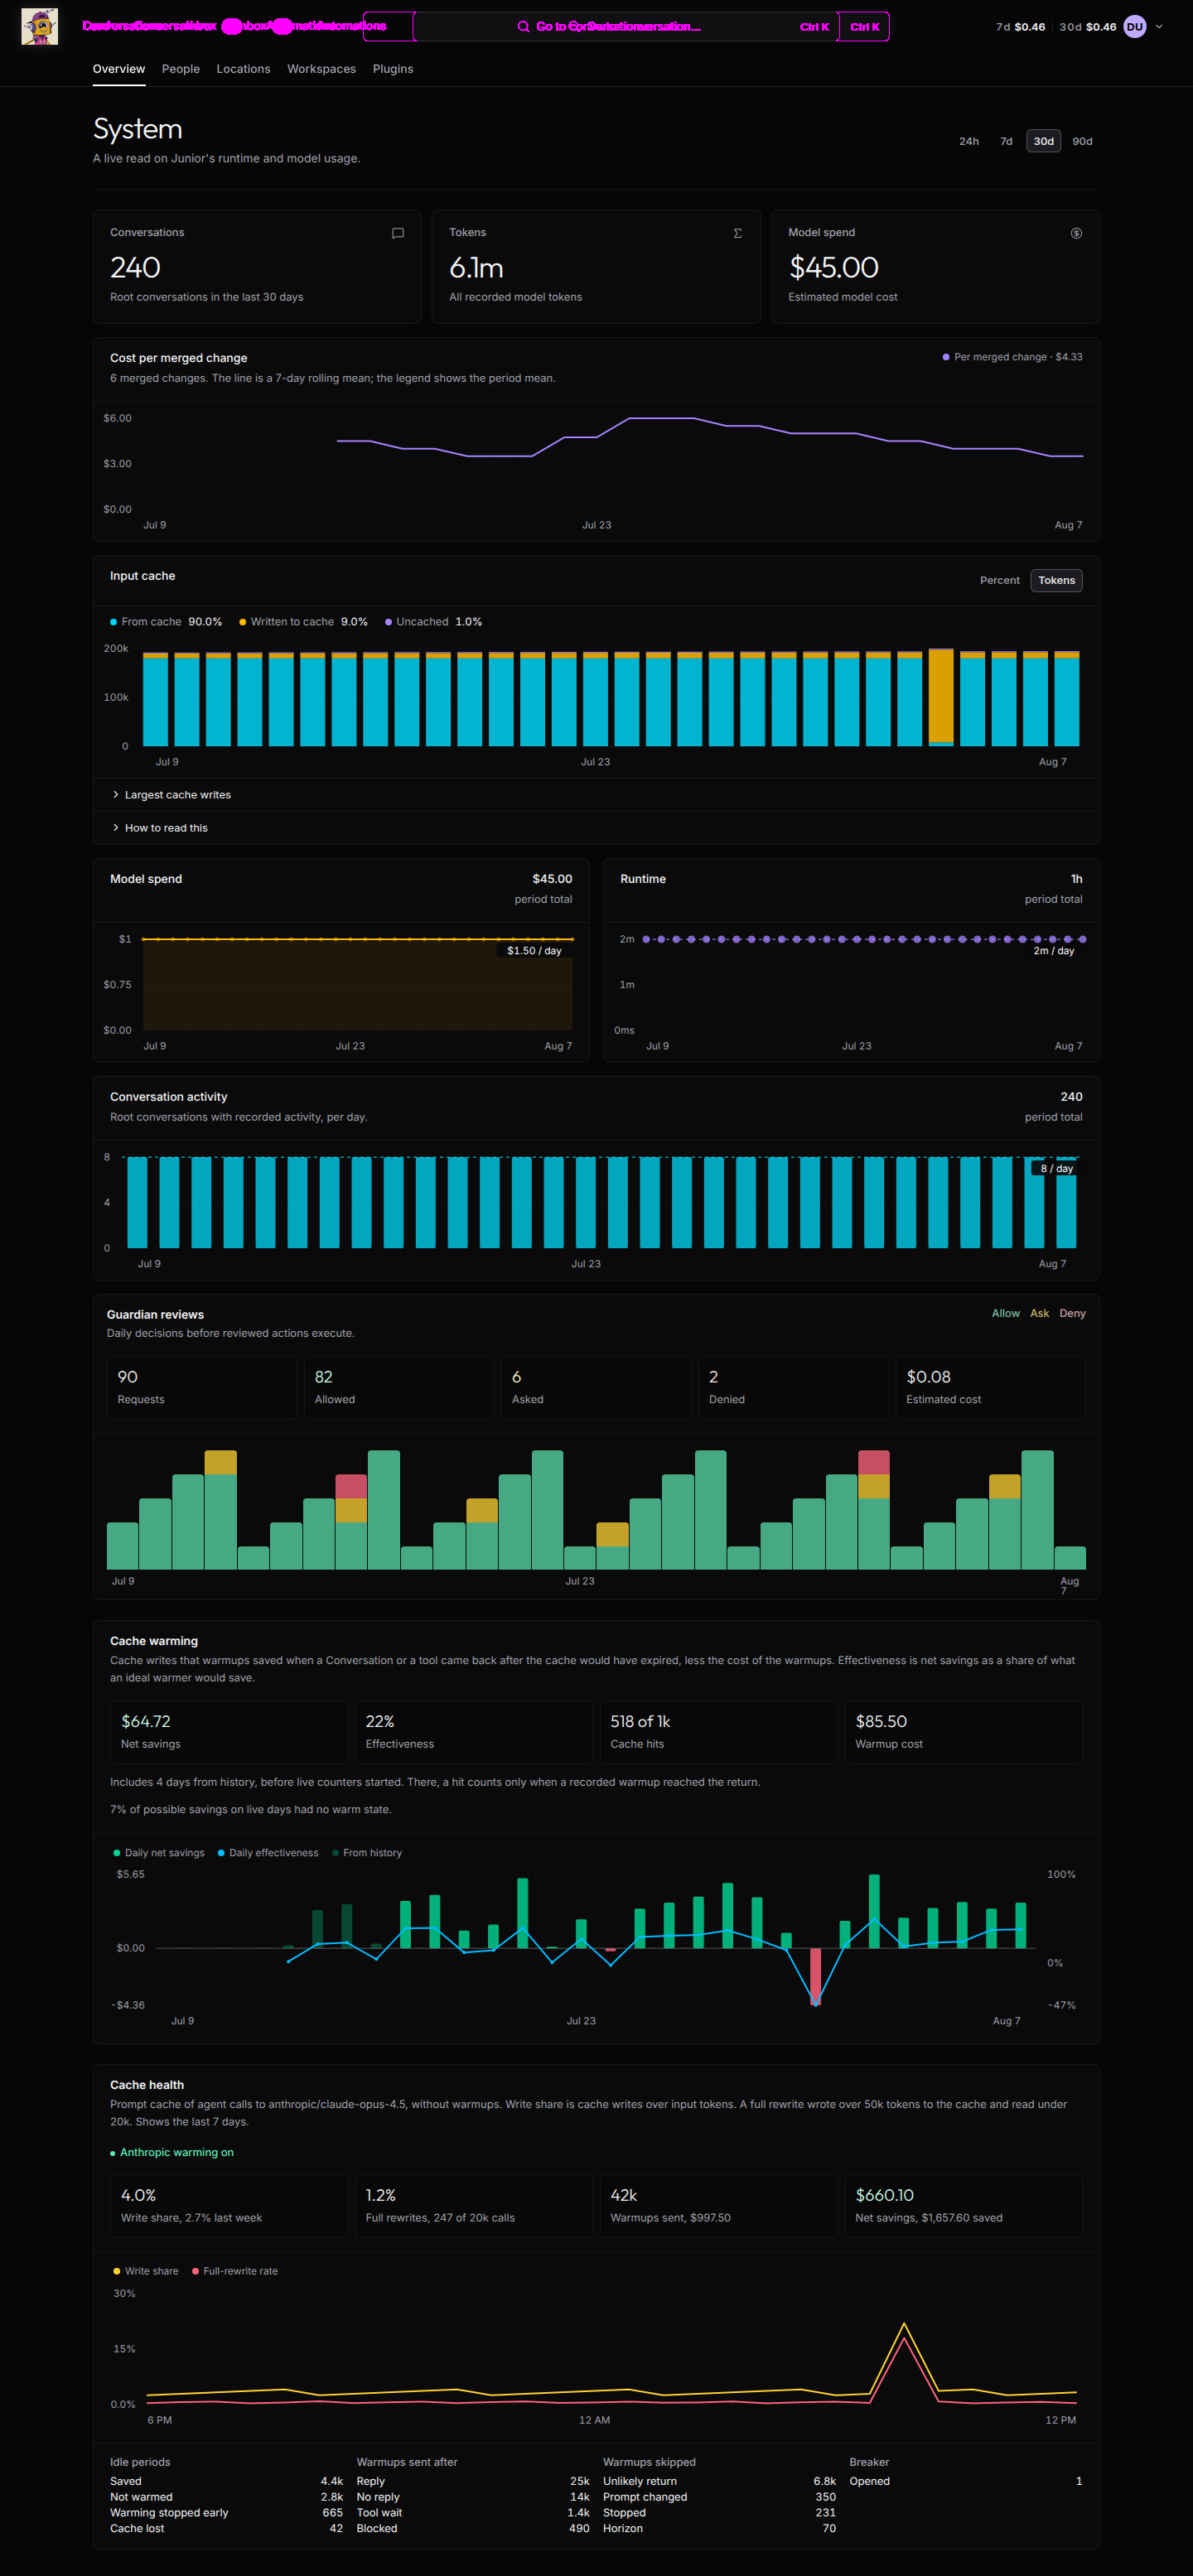 Go to
Ctrl K
Ctrl K
7d $0.46
30d $0.46
DU
Overview
People
Locations
Workspaces
Plugins
System
A live read on Junior's runtime and model usage.
24h
7d
30d
90d
Conversations
240
Root conversations in the last 30 days
Tokens
6.1m
All recorded model tokens
Model spend
$45.00
Estimated model cost
Cost per merged change
6 merged changes. The line is a 7-day rolling mean; the legend shows the period mean.
Per merged change · $4.33
$6.00
$3.00
$0.00
Jul 9
Jul 23
Aug 7
Input cache
Percent
Tokens
From cache 90.0%
Written to cache 9.0%
Uncached 1.0%
200k
100k
0
Jul 9
Jul 23
Aug 7
Largest cache writes
How to read this
Model spend
$45.00
period total
$1
$1.50 / day
$0.75
$0.00
Jul 9
Jul 23
Aug 7
Runtime
1h
period total
2m
2m / day
1m
0ms
Jul 9
Jul 23
Aug 7
Conversation activity
Root conversations with recorded activity, per day.
240
period total
8
8 / day
4
0
Jul 9
Jul 23
Aug 7
Guardian reviews
Daily decisions before reviewed actions execute.
Allow
Ask
Deny
90
Requests
82
Allowed
6
Asked
2
Denied
$0.08
Estimated cost
Jul 9
Jul 23
Aug
7
Cache warming
Cache writes that warmups saved when a Conversation or a tool came back after the cache would have expired, less the cost of the warmups. Effectiveness is net savings as a share of what
an ideal warmer would save.
$64.72
Net savings
22%
Effectiveness
518 of 1k
Cache hits
$85.50
Warmup cost
Includes 4 days from history, before live counters started. There, a hit counts only when a recorded warmup reached the return.
7% of possible savings on live days had no warm state.
Daily net savings
Daily effectiveness
From history
$5.65
100%
$0.00
0%
-$4.36
-47%
Jul 9
Jul 23
Aug 7
Cache health
Prompt cache of agent calls to anthropic/claude-opus-4.5, without warmups. Write share is cache writes over input tokens. A full rewrite wrote over 50k tokens to the cache and read under
20k. Shows the last 7 days.
Anthropic warming on
4.0%
Write share, 2.7% last week
1.2%
Full rewrites, 247 of 20k calls
42k
Warmups sent, $997.50
$660.10
Net savings, $1,657.60 saved
Write share
Full-rewrite rate
30%
15%
0.0%
6 PM
12 AM
12 PM
Idle periods
Saved 4.4k
Not warmed 2.8k
Warming stopped early 665
Cache lost 42
Warmups sent after
Reply 25k
No reply 14k
Tool wait 1.4k
Blocked 490
Warmups skipped
Unlikely return 6.8k
Prompt changed 350
Stopped 231
Horizon 70
Breaker
Opened 1